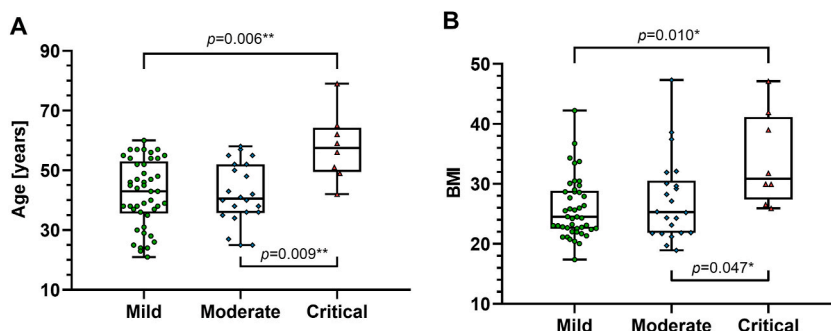 A
p=0.006**
Age [years]
90
70
50
30
10
p=0.009**
Mild Moderate Critical
B
p=0.010*
BMI
50
40
30
20
10
p=0.047*
Mild Moderate Critical